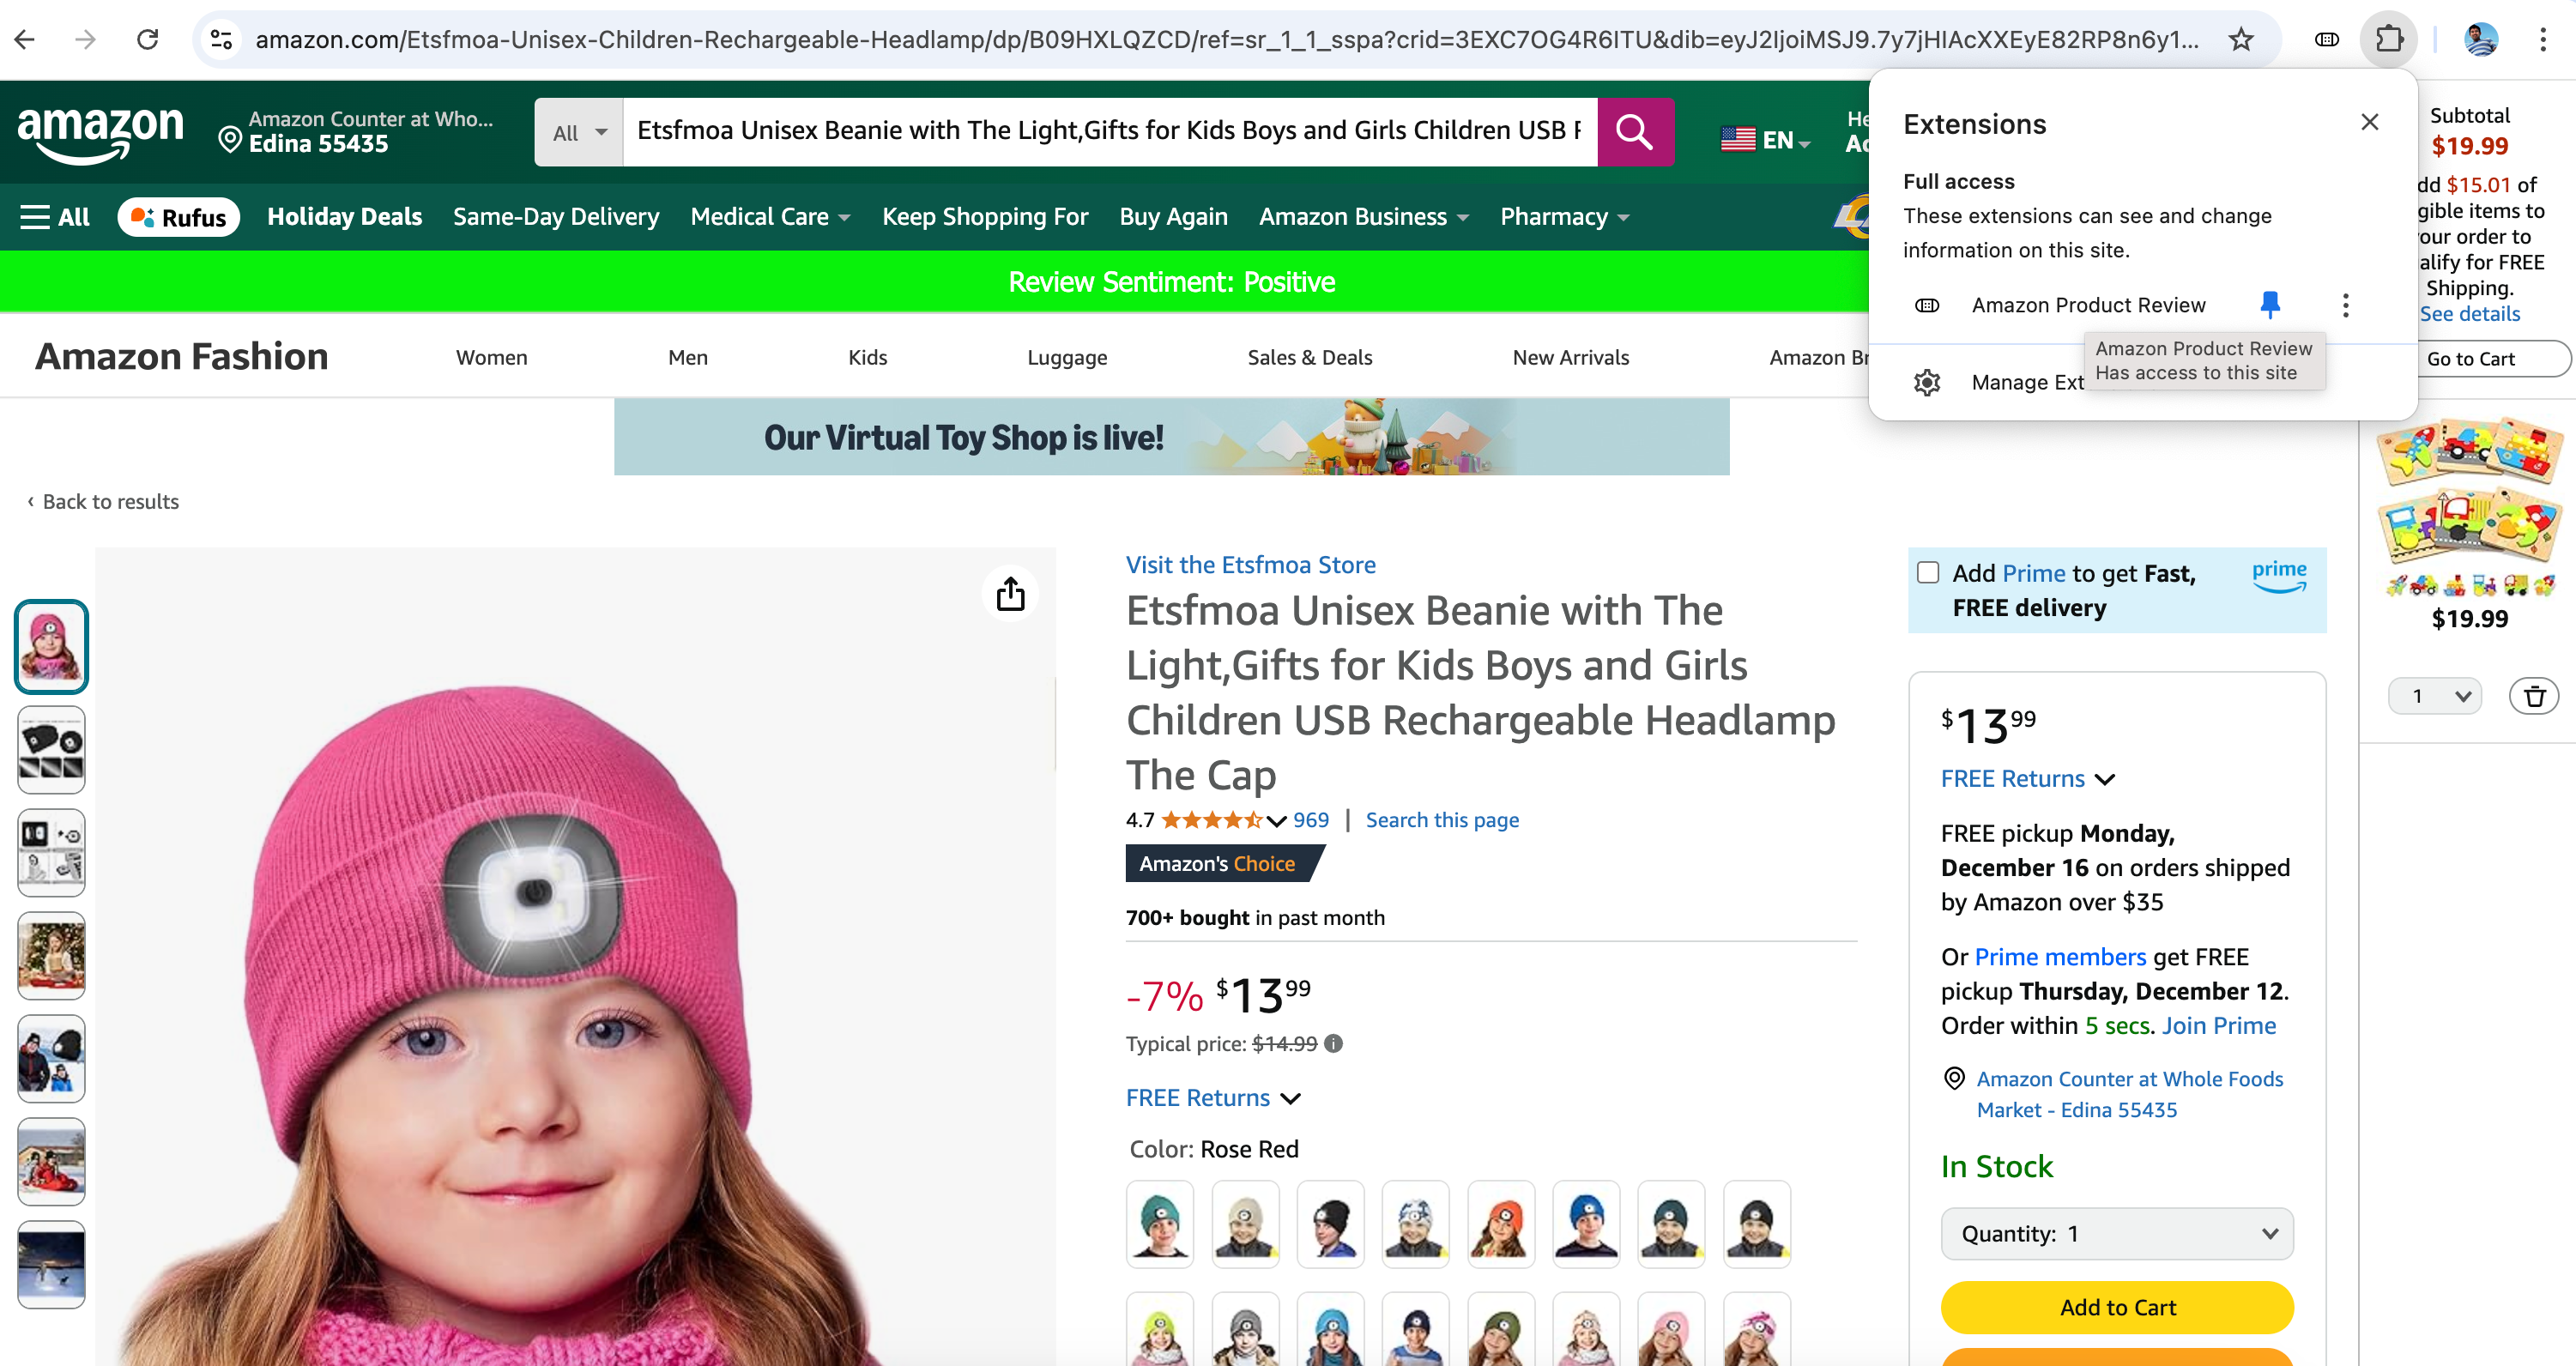 amazon.com/Etsfmoa-Unisex-Children-Rechargeable-Headlamp/dp/B09HXLQZCD/ref=sr_1_1_sspa?crid=3EXC7OG4R6ITU&dib=eyJ2IjoiMSJ9.7y7jHIAcXXEyE82RP8n6y1...
amazon
Amazon Counter at Who...
Edina 55435
All
Etsfmoa Unisex Beanie with The Light,Gifts for Kids Boys and Girls Children USB
EN
All
Rufus
Holiday Deals
Same-Day Delivery
Medical Care
Keep Shopping For
Buy Again
Amazon Business
Pharmacy
Extensions
Full access
These extensions can see and change
information on this site.
Amazon Product Review
Amazon Product Review
Has access to this site
Manage Ext
Subtotal
$19.99
dd $15.01 of
gible items to
our order to
alify for FREE
Shipping.
See details
Go to Cart
$19.99
1
Review Sentiment: Positive
Amazon Fashion
Women
Men
Kids
Luggage
Sales & Deals
New Arrivals
Amazon Br
Our Virtual Toy Shop is live!
‹ Back to results
Visit the Etsfmoa Store
Etsfmoa Unisex Beanie with The
Light,Gifts for Kids Boys and Girls
Children USB Rechargeable Headlamp
The Cap
4.7
969 | Search this page
Amazon's Choice
700+ bought in past month
-7% $13 99
Typical price: $14.99
FREE Returns
Color: Rose Red
Add Prime to get Fast,
FREE delivery
prime
$13 99
FREE Returns
FREE pickup Monday,
December 16 on orders shipped
by Amazon over $35
Or Prime members get FREE
pickup Thursday, December 12.
Order within 5 secs. Join Prime
Amazon Counter at Whole Foods
Market - Edina 55435
In Stock
Quantity: 1
Add to Cart